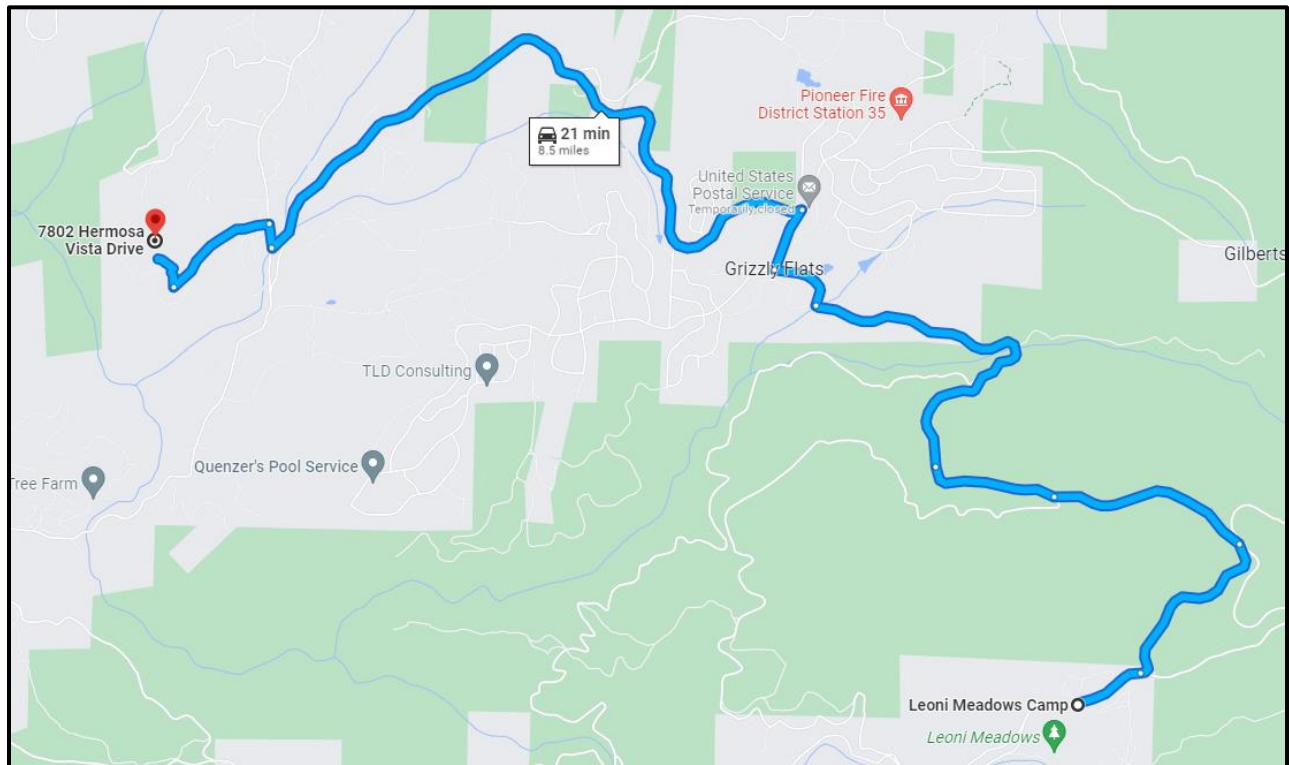 Pioneer Fire
District Station 35
21 min
8.5 miles
United States
Postal Service
Temporarily closed
7802 Hermosa
Vista Drive
Grizzly Flats
Gilberts
TLD Consulting
Quenzer's Pool Service
Tree Farm
Leoni Meadows Camp
Leoni Meadows